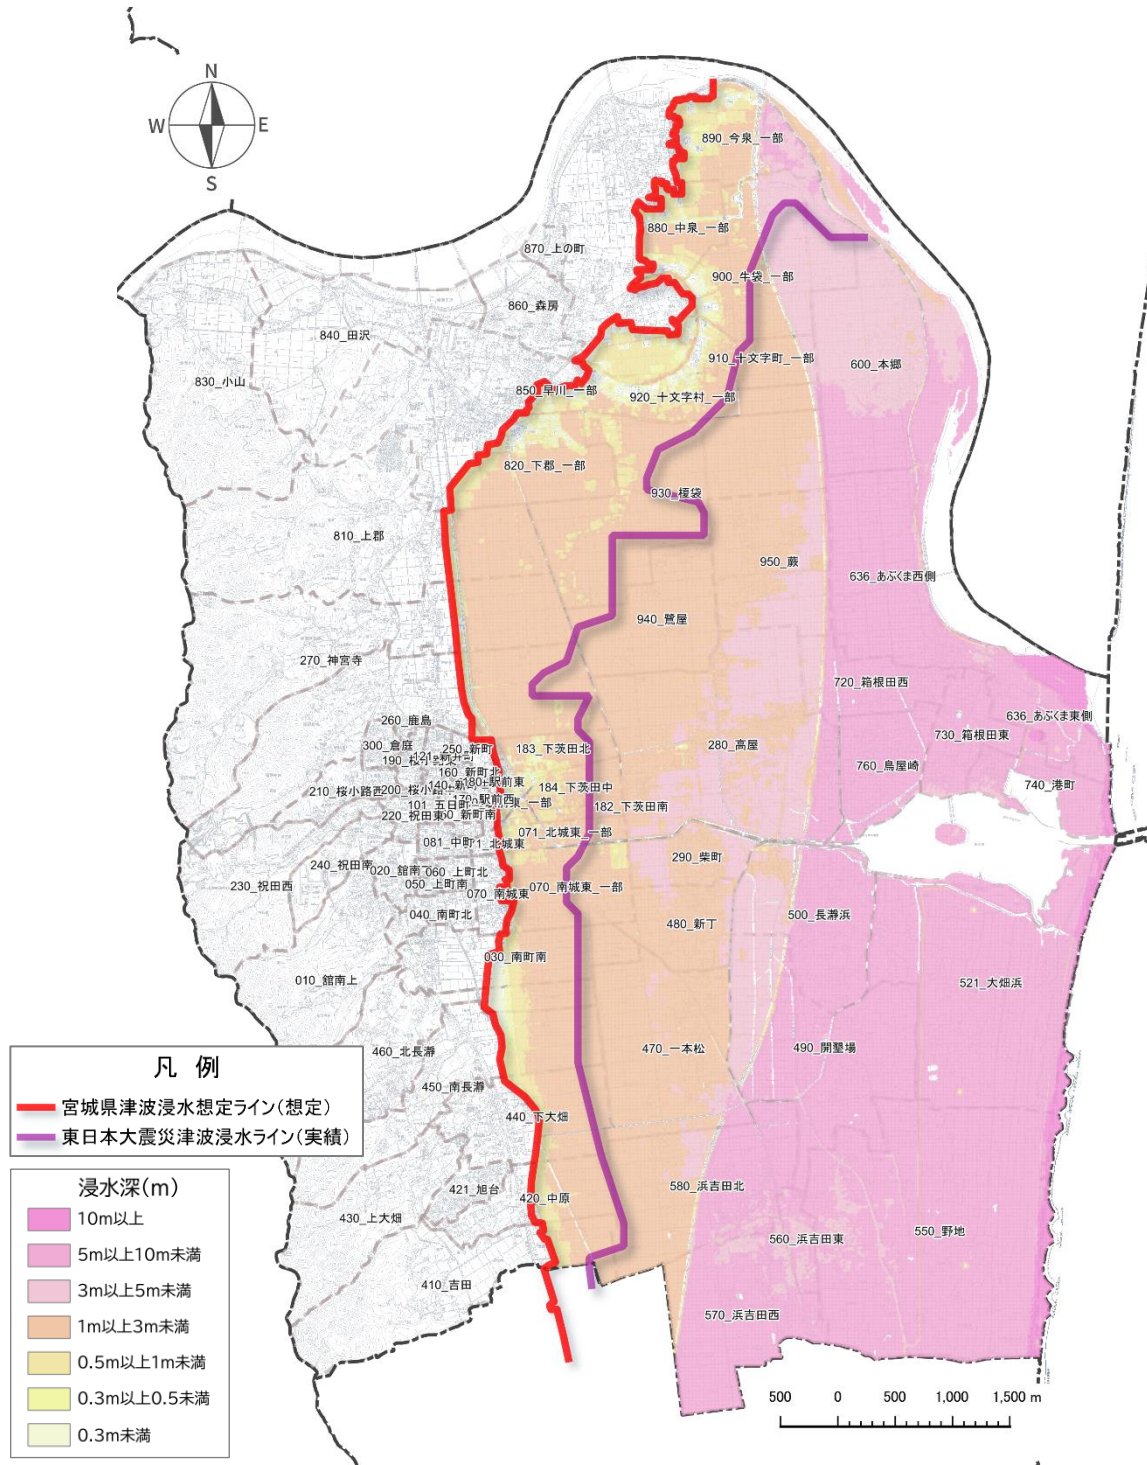 N
W
E
S
890_今泉_一部
880_中泉_一部
870_上の町
900_牛袋_一部
860_森房
840_田沢
910_十文字町_一部
600_本郷
830_小山
850_早川_一部
920_十文字村_一部
820_下郡_一部
930_榎袋
810_上郡
950_蕨
636_あぶくま西側
940_鷺屋
270_神宮寺
720_箱根田西
260_鹿島
636_あぶくま東側
300_倉庭
250_新町
183_下茨田北
280_高屋
730_箱根田東
160_新町北
760_鳥屋崎
180_駅前東
740_港町
210_桜小路西
184_下茨田中
170_駅前西
101_五日町
182_下茨田南
220_祝田東
071_北城東_一部
081_中町
290_柴町
240_祝田南
060_上町北
230_祝田西
050_上町南
070_南城東
070_南城東_一部
040_南町北
480_新丁
500_長瀞浜
030_南町南
010_舘南上
521_大畑浜
460_北長瀞
470_一本松
490_開墾場
450_南長瀞
440_下大畑
421_旭台
420_中原
580_浜吉田北
430_上大畑
560_浜吉田東
550_野地
410_吉田
570_浜吉田西
凡 例
宮城県津波浸水想定ライン(想定)
東日本大震災津波浸水ライン(実績)
浸水深(m)
10m以上
5m以上10m未満
3m以上5m未満
1m以上3m未満
0.5m以上1m未満
0.3m以上0.5未満
0.3m未満
500 0 500 1,000 1,500 m